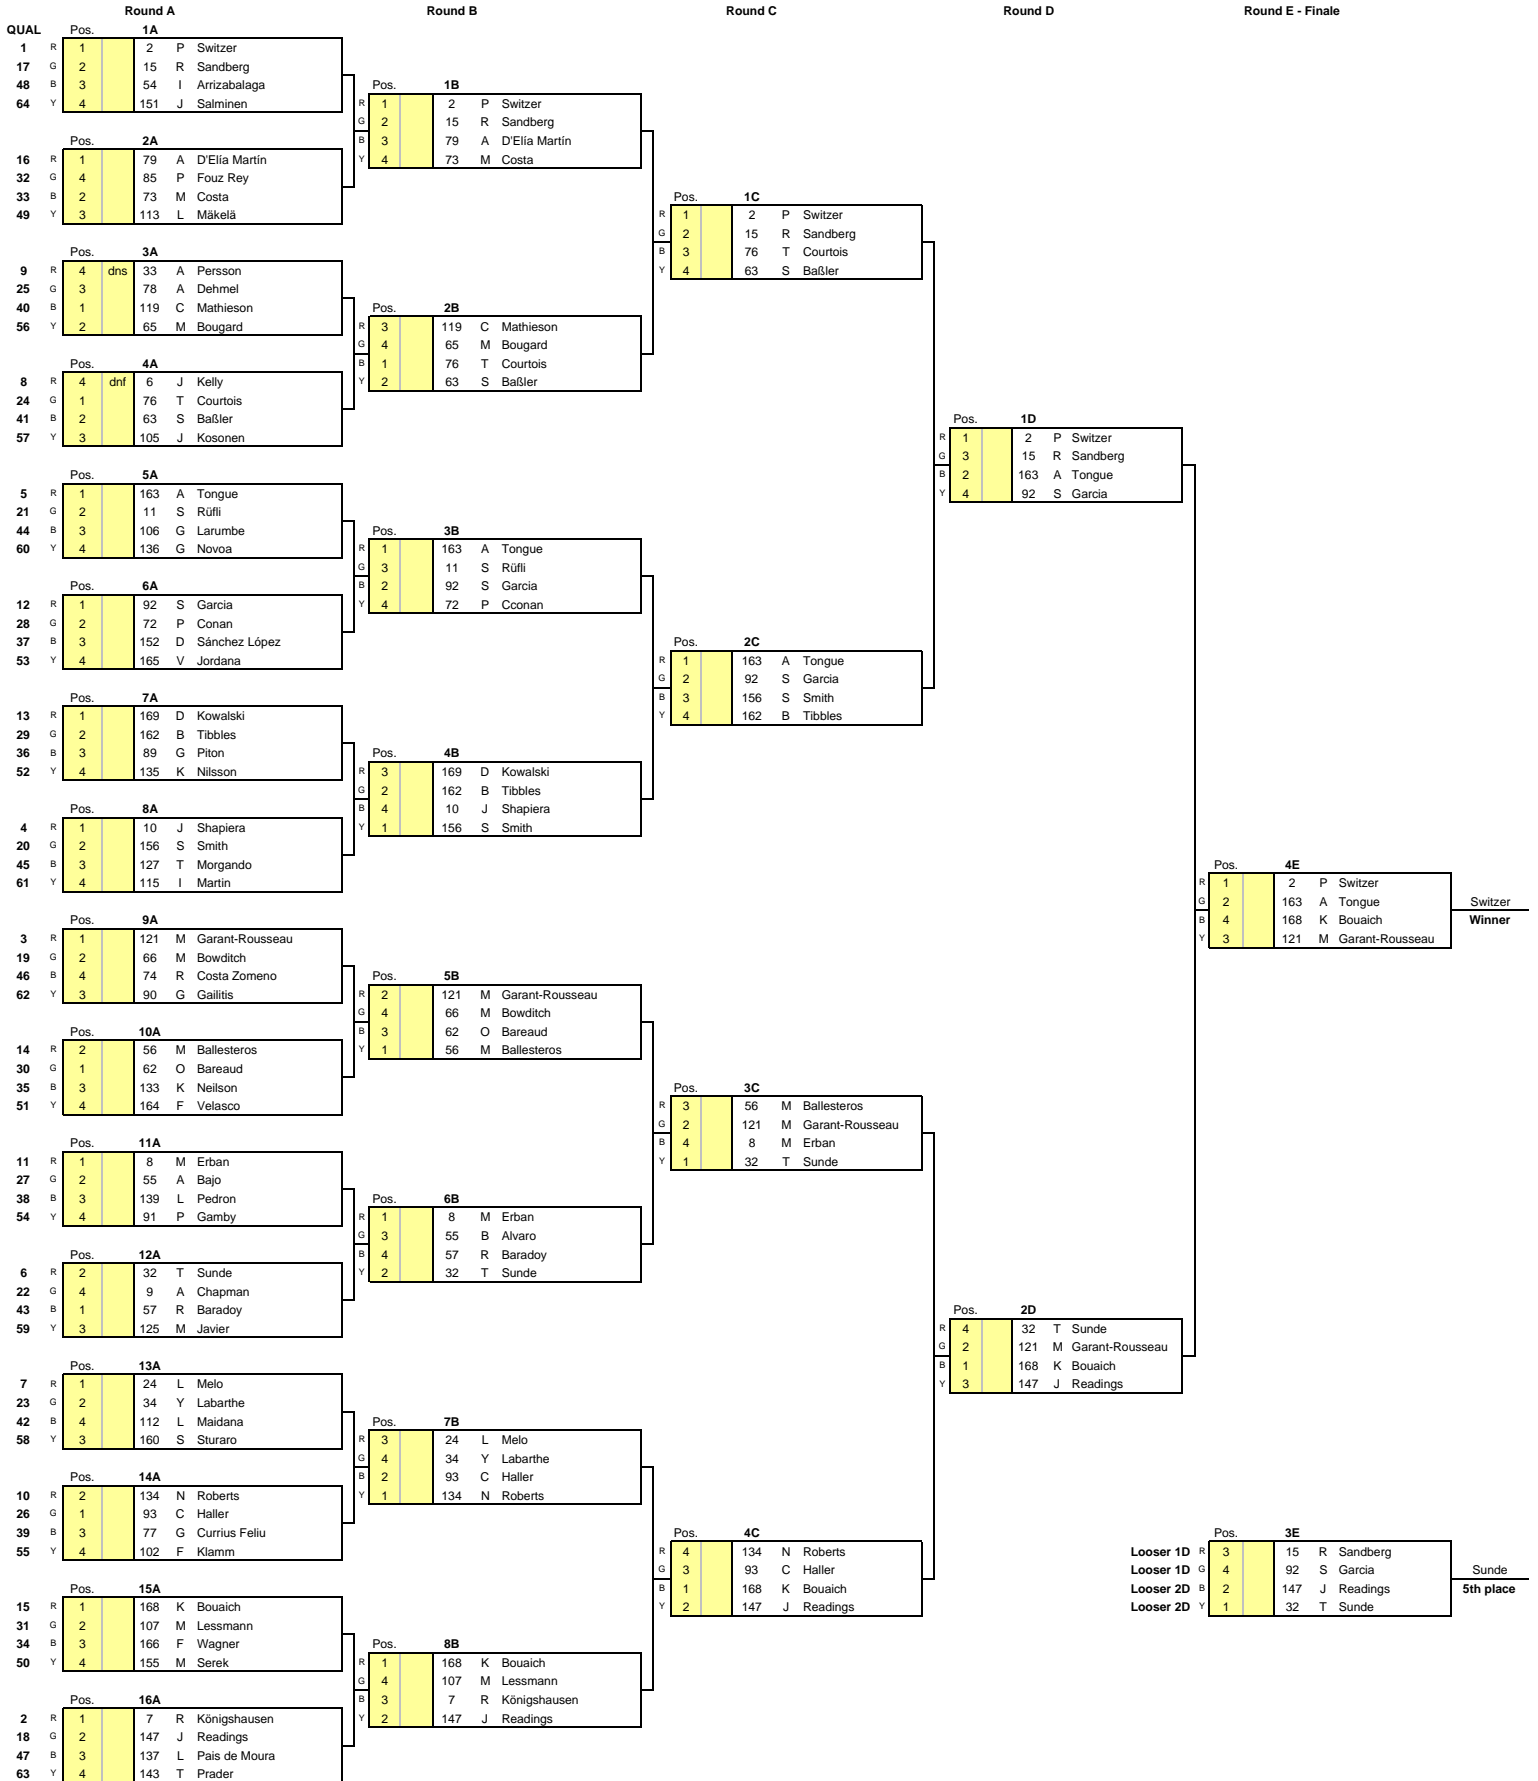 Round A Round B Round C Round D Round E - Finale
QUAL Pos. 1A
1 R 1 2 P Switzer
17 G 2 15 R Sandberg
48 B 3 54 I Arrizabalaga
64 Y 4 151 J Salminen
Pos. 2A
16 R 1 79 A D'Elía Martín
32 G 4 85 P Fouz Rey
33 B 2 73 M Costa
49 Y 3 113 L Mäkelä
Pos. 3A
9 R 4 dns 33 A Persson
25 G 3 78 A Dehmel
40 B 1 119 C Mathieson
56 Y 2 65 M Bougard
Pos. 4A
8 R 4 dnf 6 J Kelly
24 G 1 76 T Courtois
41 B 2 63 S Baßler
57 Y 3 105 J Kosonen
Pos. 5A
5 R 1 163 A Tongue
21 G 2 11 S Rüfli
44 B 3 106 G Larumbe
60 Y 4 136 G Novoa
Pos. 6A
12 R 1 92 S Garcia
28 G 2 72 P Conan
37 B 3 152 D Sánchez López
53 Y 4 165 V Jordana
Pos. 7A
13 R 1 169 D Kowalski
29 G 2 162 B Tibbles
36 B 3 89 G Piton
52 Y 4 135 K Nilsson
Pos. 8A
4 R 1 10 J Shapiera
20 G 2 156 S Smith
45 B 3 127 T Morgando
61 Y 4 115 I Martin
Pos. 9A
3 R 1 121 M Garant-Rousseau
19 G 2 66 M Bowditch
46 B 4 74 R Costa Zomeno
62 Y 3 90 G Gailitis
Pos. 10A
14 R 2 56 M Ballesteros
30 G 1 62 O Bareaud
35 B 3 133 K Neilson
51 Y 4 164 F Velasco
Pos. 11A
11 R 1 8 M Erban
27 G 2 55 A Bajo
38 B 3 139 L Pedron
54 Y 4 91 P Gamby
Pos. 12A
6 R 2 32 T Sunde
22 G 4 9 A Chapman
43 B 1 57 R Baradoy
59 Y 3 125 M Javier
Pos. 13A
7 R 1 24 L Melo
23 G 2 34 Y Labarthe
42 B 4 112 L Maidana
58 Y 3 160 S Sturaro
Pos. 14A
10 R 2 134 N Roberts
26 G 1 93 C Haller
39 B 3 77 G Currius Feliu
55 Y 4 102 F Klamm
Pos. 15A
15 R 1 168 K Bouaich
31 G 2 107 M Lessmann
34 B 3 166 F Wagner
50 Y 4 155 M Serek
Pos. 16A
2 R 1 7 R Königshausen
18 G 2 147 J Readings
47 B 3 137 L Pais de Moura
63 Y 4 143 T Prader
Pos. 1B
R 1 2 P Switzer
G 2 15 R Sandberg
B 3 79 A D'Elía Martín
Y 4 73 M Costa
Pos. 2B
R 3 119 C Mathieson
G 4 65 M Bougard
B 1 76 T Courtois
Y 2 63 S Baßler
Pos. 3B
R 1 163 A Tongue
G 3 11 S Rüfli
B 2 92 S Garcia
Y 4 72 P Cconan
Pos. 4B
R 3 169 D Kowalski
G 2 162 B Tibbles
B 4 10 J Shapiera
Y 1 156 S Smith
Pos. 5B
R 2 121 M Garant-Rousseau
G 4 66 M Bowditch
B 3 62 O Bareaud
Y 1 56 M Ballesteros
Pos. 6B
R 1 8 M Erban
G 3 55 B Alvaro
B 4 57 R Baradoy
Y 2 32 T Sunde
Pos. 7B
R 3 24 L Melo
G 4 34 Y Labarthe
B 2 93 C Haller
Y 1 134 N Roberts
Pos. 8B
R 1 168 K Bouaich
G 4 107 M Lessmann
B 3 7 R Königshausen
Y 2 147 J Readings
Pos. 1C
R 1 2 P Switzer
G 2 15 R Sandberg
B 3 76 T Courtois
Y 4 63 S Baßler
Pos. 2C
R 1 163 A Tongue
G 2 92 S Garcia
B 3 156 S Smith
Y 4 162 B Tibbles
Pos. 3C
R 3 56 M Ballesteros
G 2 121 M Garant-Rousseau
B 4 8 M Erban
Y 1 32 T Sunde
Pos. 4C
R 4 134 N Roberts
G 3 93 C Haller
B 1 168 K Bouaich
Y 2 147 J Readings
Pos. 1D
R 1 2 P Switzer
G 3 15 R Sandberg
B 2 163 A Tongue
Y 4 92 S Garcia
Pos. 2D
R 4 32 T Sunde
G 2 121 M Garant-Rousseau
B 1 168 K Bouaich
Y 3 147 J Readings
Pos. 4E
R 1 2 P Switzer
G 2 163 A Tongue Switzer
B 4 168 K Bouaich Winner
Y 3 121 M Garant-Rousseau
Pos. 3E
Looser 1D R 3 15 R Sandberg
Looser 1D G 4 92 S Garcia Sunde
Looser 2D B 2 147 J Readings 5th place
Looser 2D Y 1 32 T Sunde